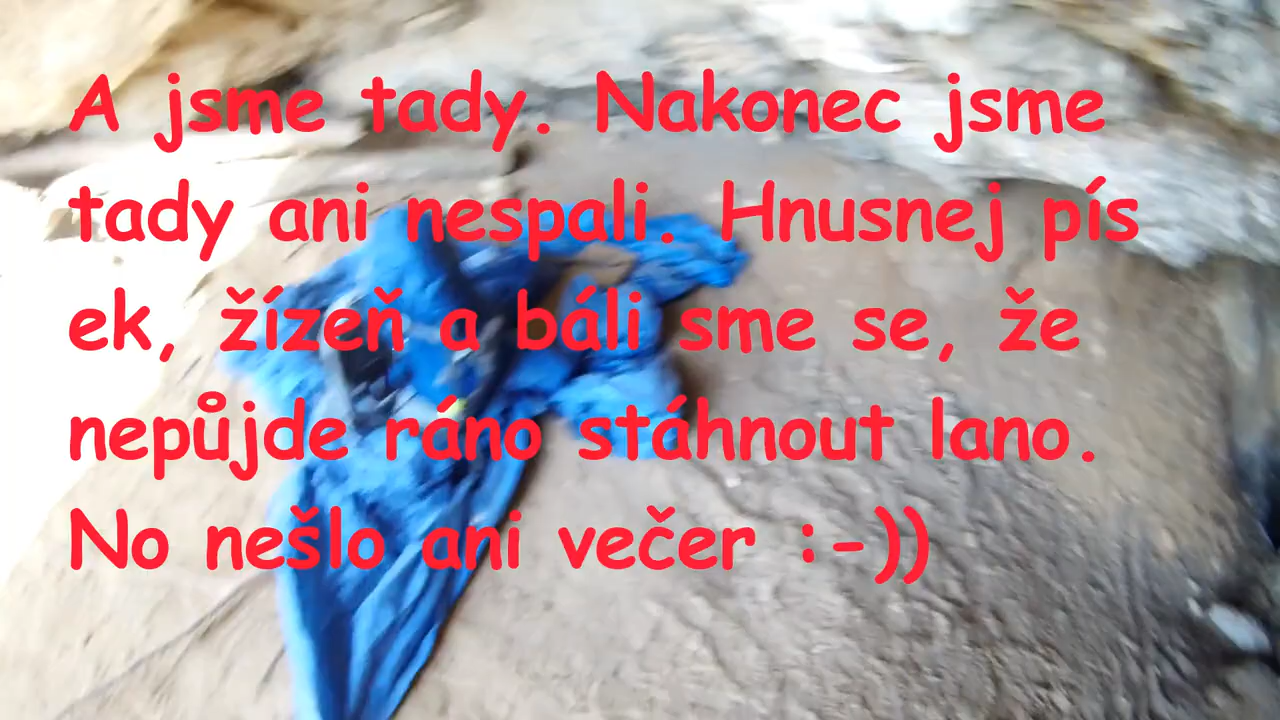 A jsme tady. Nakonec jsme
tady ani nespali. Hnusnej pís
ek, žízeň a báli sme se, že
nepůjde ráno stáhnout lano.
No nešlo ani večer :-))